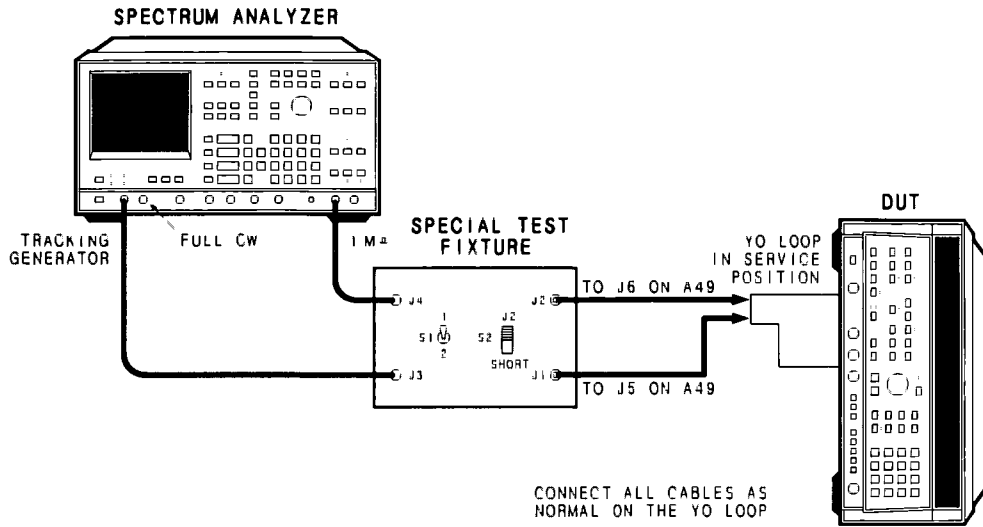 SPECTRUM ANALYZER
TRACKING
GENERATOR
FULL CW
1 MΩ
SPECIAL TEST
FIXTURE
J4
J3
1
S1
2
J2
S2
SHORT
J2
J1
TO J6 ON A49
TO J5 ON A49
YO LOOP
IN SERVICE
POSITION
DUT
CONNECT ALL CABLES AS
NORMAL ON THE YO LOOP